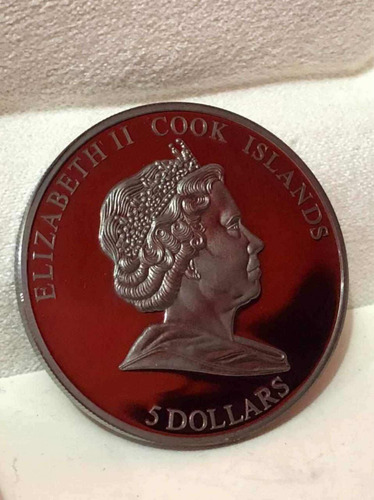 ELIZABETH II COOK ISLANDS
5 DOLLARS